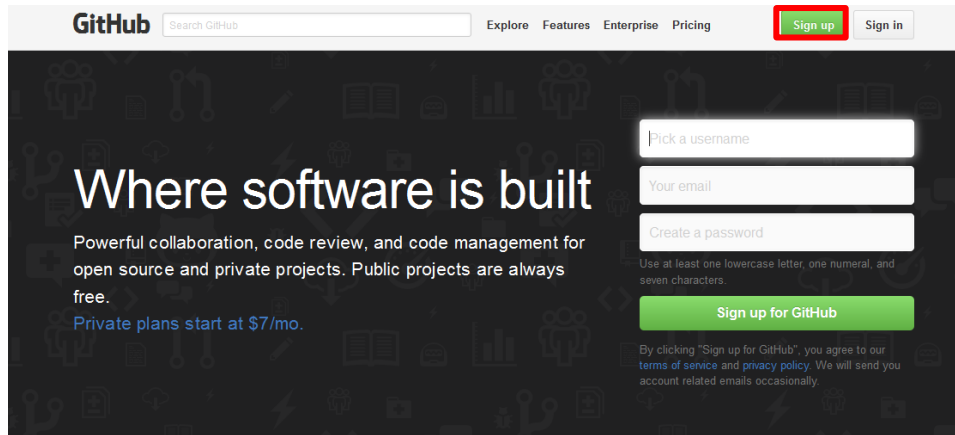 GitHub Search GitHub Explore Features Enterprise Pricing Sign up Sign in
Where software is built
Powerful collaboration, code review, and code management for
open source and private projects. Public projects are always
free.
Private plans start at $7/mo.
Pick a username
Your email
Create a password
Use at least one lowercase letter, one numeral, and
seven characters.
Sign up for GitHub
By clicking "Sign up for GitHub", you agree to our
terms of service and privacy policy. We will send you
account related emails occasionally.